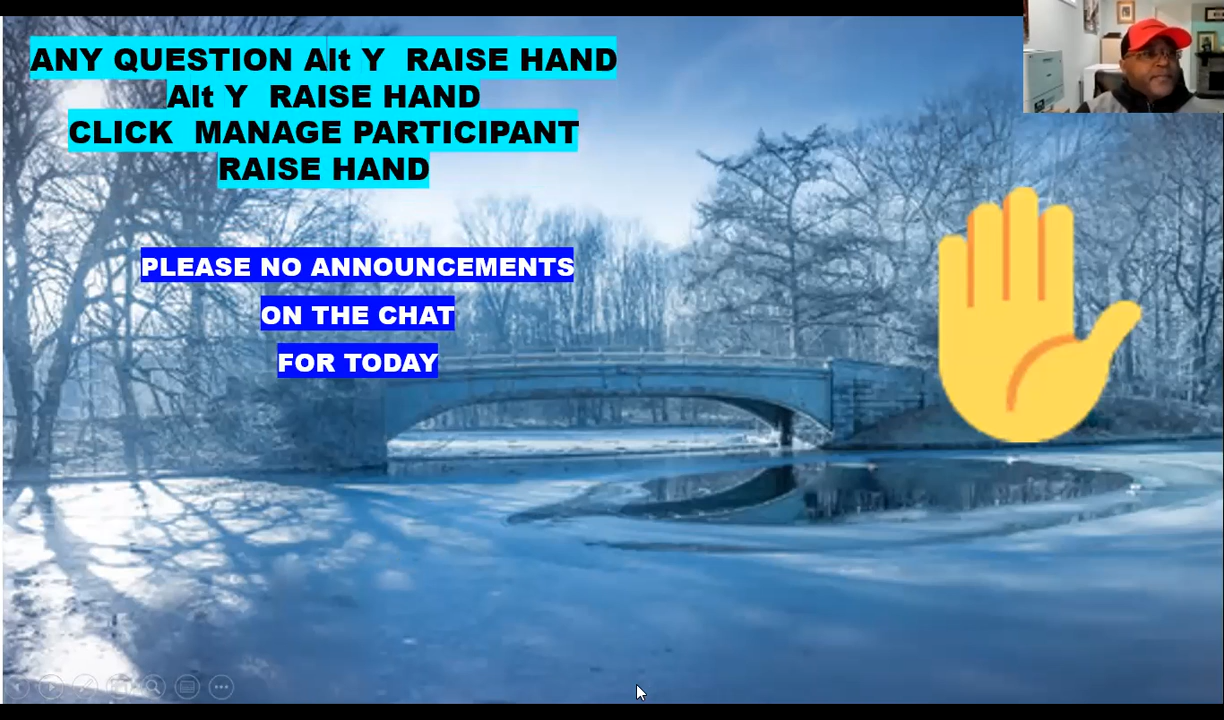 ANY QUESTION Alt Y RAISE HAND
Alt Y RAISE HAND
CLICK MANAGE PARTICIPANT
RAISE HAND
PLEASE NO ANNOUNCEMENTS
ON THE CHAT
FOR TODAY